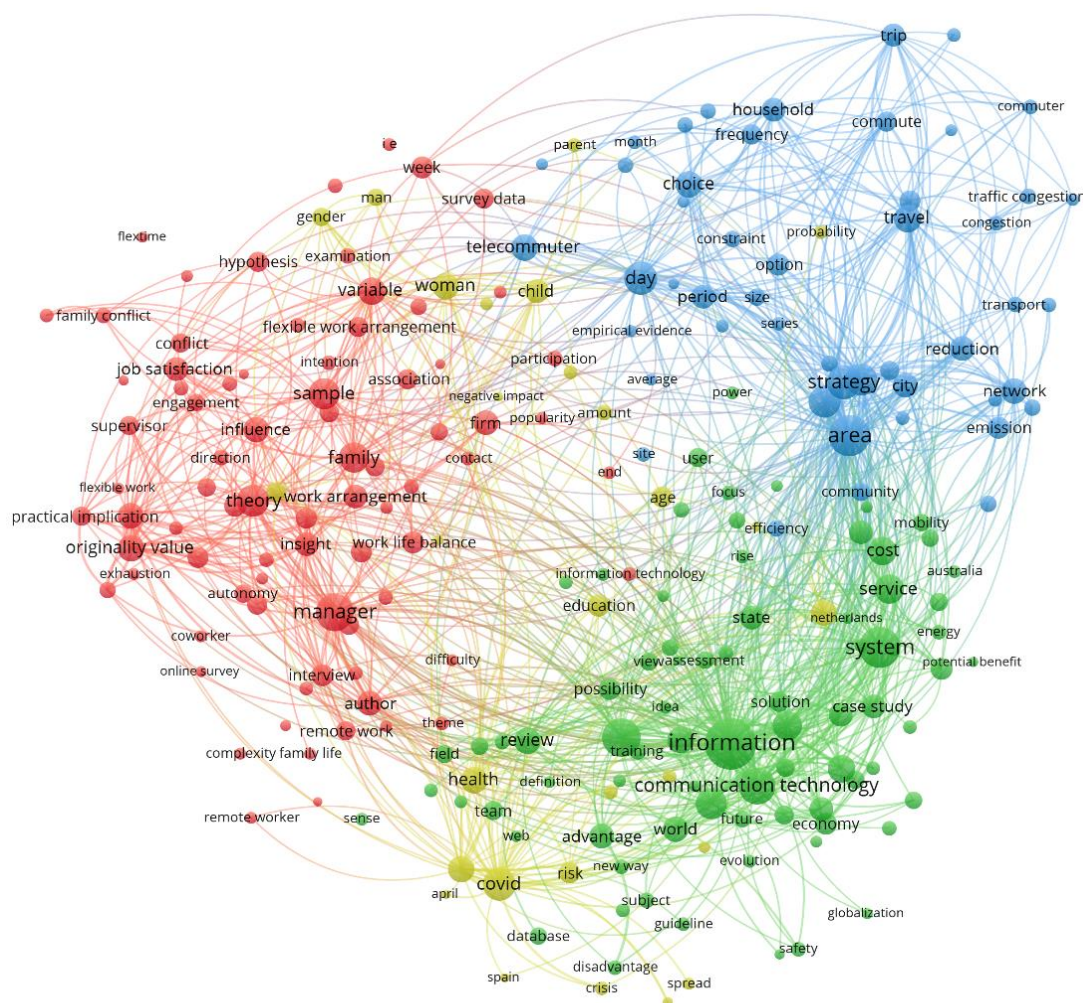 trip
commuter
household
commute
frequency
i e
parent
month
week
choice
man
survey data
traffic congestion
gender
travel
congestion
flextime
telecommuter
constraint
probability
examination
hypothesis
option
day
variable
woman
child
period
size
transport
family conflict
series
flexible work arrangement
empirical evidence
conflict
reduction
intention
participation
job satisfaction
association
average
strategy
city
network
sample
negative impact
power
engagement
amount
popularity
supervisor
firm
emission
influence
area
direction
family
contact
site
user
end
flexible work
theory
work arrangement
age
focus
community
practical implication
efficiency
mobility
originality value
insight
work life balance
rise
cost
exhaustion
information technology
australia
autonomy
education
service
manager
state
netherlands
coworker
energy
system
online survey
interview
difficulty
view
assessment
potential benefit
possibility
author
idea
solution
case study
theme
remote work
review
information
complexity family life
field
training
health
definition
communication technology
team
remote worker
sense
future
economy
web
advantage
world
new way
evolution
covid
risk
april
subject
globalization
guideline
database
safety
disadvantage
spain
crisis
spread